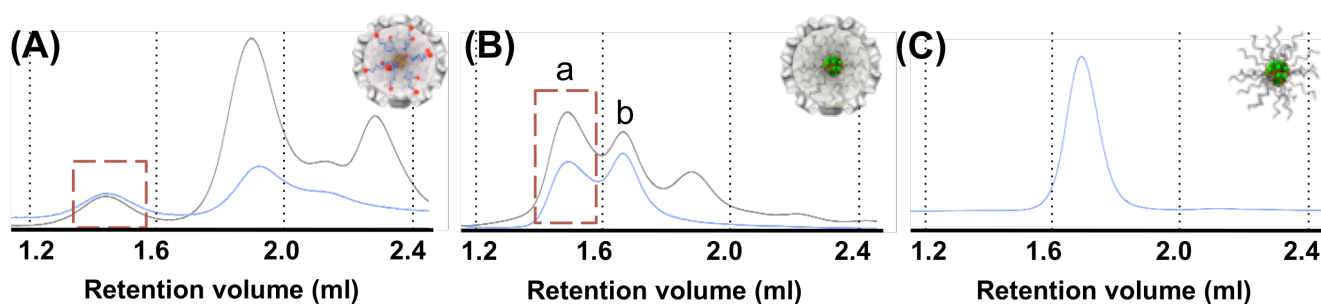 (A)
(B)
(C)
a
b
1.2 1.6 2.0 2.4
1.2 1.6 2.0 2.4
1.2 1.6 2.0 2.4
Retention volume (ml)
Retention volume (ml)
Retention volume (ml)